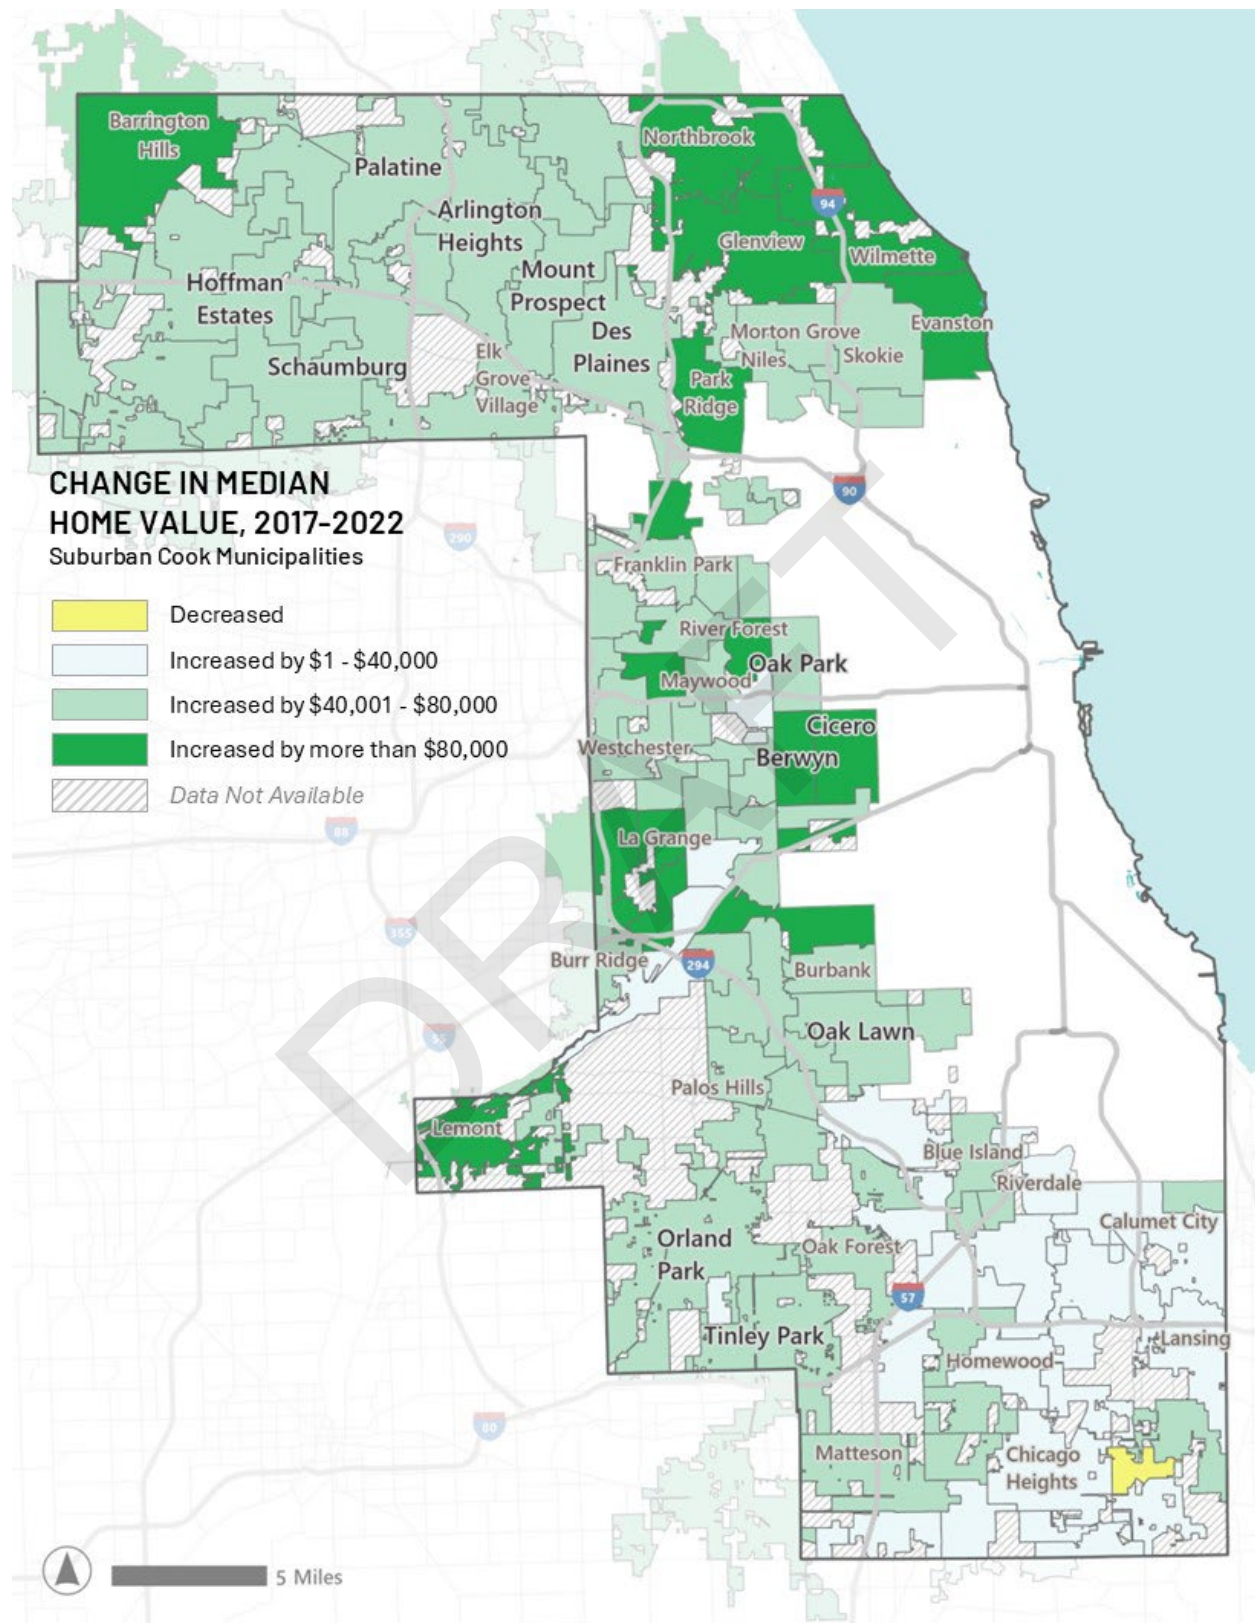 Barrington
Hills
Palatine
Northbrook
Arlington
Heights
94
Glenview
Wilmette
Hoffman
Estates
Mount
Prospect
Des
Plaines
Morton Grove
Niles
Skokie
Evanston
Schaumburg
Elk
Grove
Village
Park
Ridge
CHANGE IN MEDIAN
HOME VALUE, 2017-2022
Suburban Cook Municipalities
Decreased
Increased by $1 - $40,000
Increased by $40,001 - $80,000
Increased by more than $80,000
Data Not Available
90
290
Franklin Park
River Forest
Oak Park
Maywood
Cicero
Berwyn
Westchester
88
La Grange
355
Burr Ridge
294
Burbank
55
Oak Lawn
Palos Hills
Lemont
Blue Island
Riverdale
Calumet City
Orland
Park
Oak Forest
57
Tinley Park
Lansing
Homewood
80
Matteson
Chicago
Heights
5 Miles
DRAFT